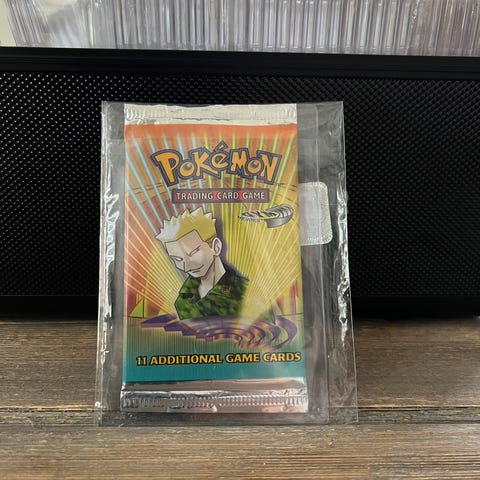 POKéMON
TRADING CARD GAME
11 ADDITIONAL GAME CARDS